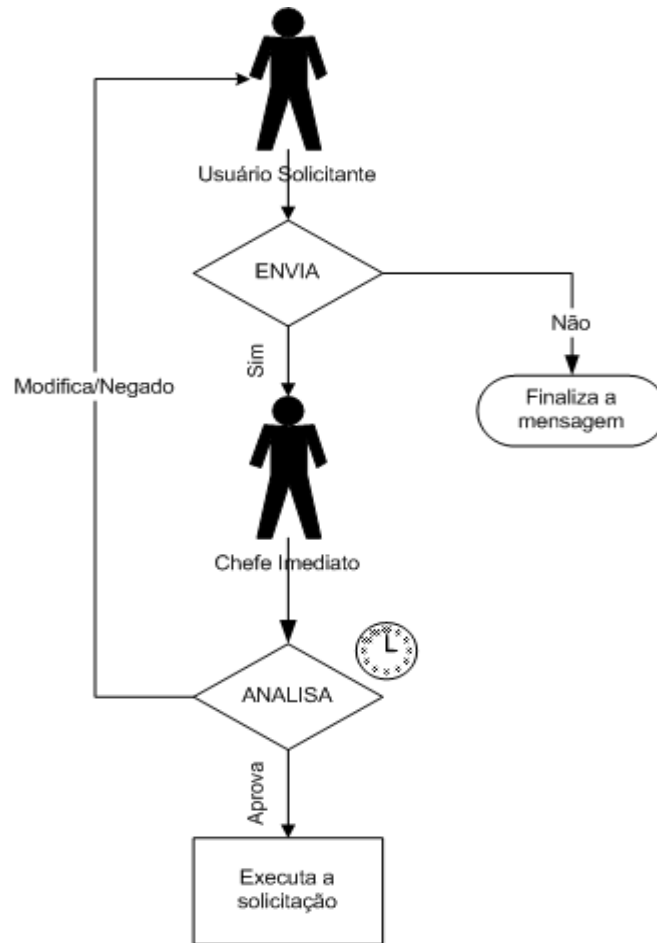 Usuário Solicitante
ENVIA
Não
Sim
Finaliza a
mensagem
Modifica/Negado
Chefe Imediato
ANALISA
Aprova
Executa a
solicitação